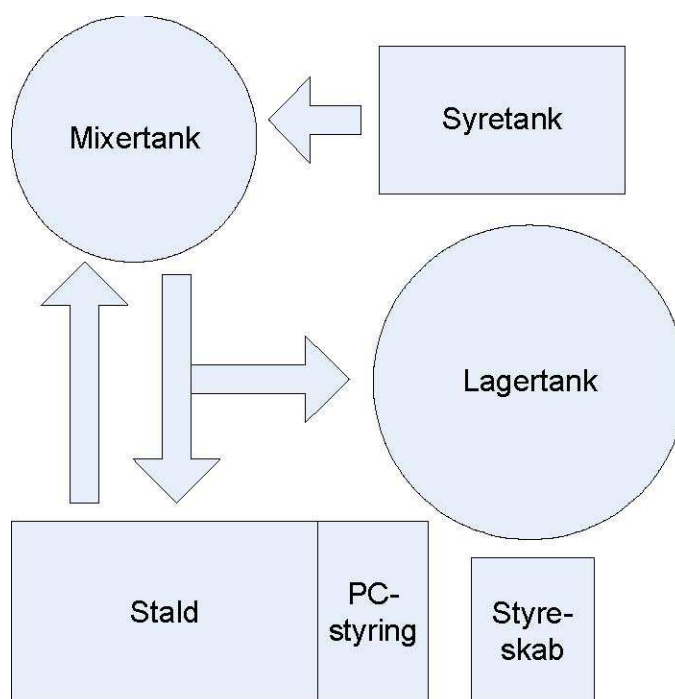 Mixertank
Syretank
Lagertank
Stald
PC-
styring
Styre-
skab